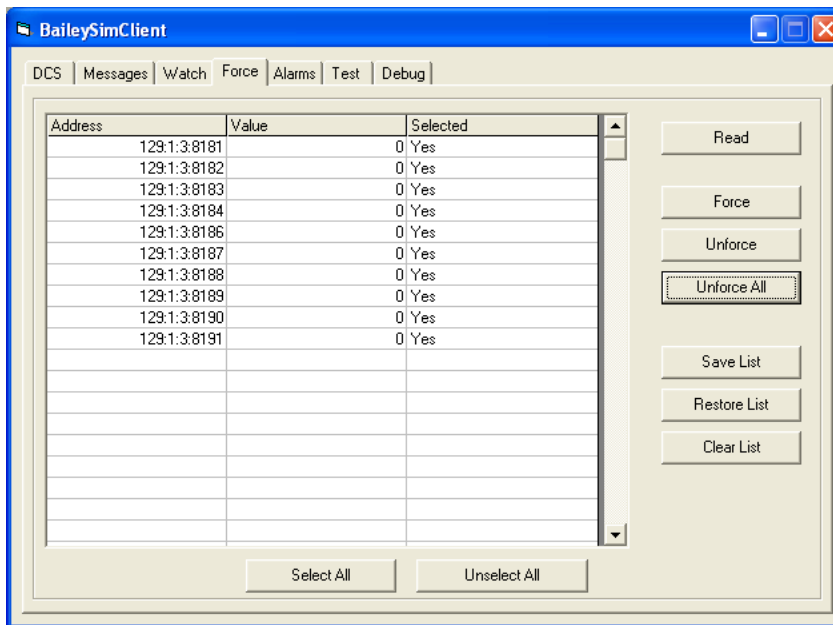 BaileySimClient
DCS Messages Watch Force Alarms Test Debug
Address Value Selected
129:1:3:8181 0 Yes
129:1:3:8182 0 Yes
129:1:3:8183 0 Yes
129:1:3:8184 0 Yes
129:1:3:8186 0 Yes
129:1:3:8187 0 Yes
129:1:3:8188 0 Yes
129:1:3:8189 0 Yes
129:1:3:8190 0 Yes
129:1:3:8191 0 Yes
Read
Force
Unforce
Unforce All
Save List
Restore List
Clear List
Select All Unselect All